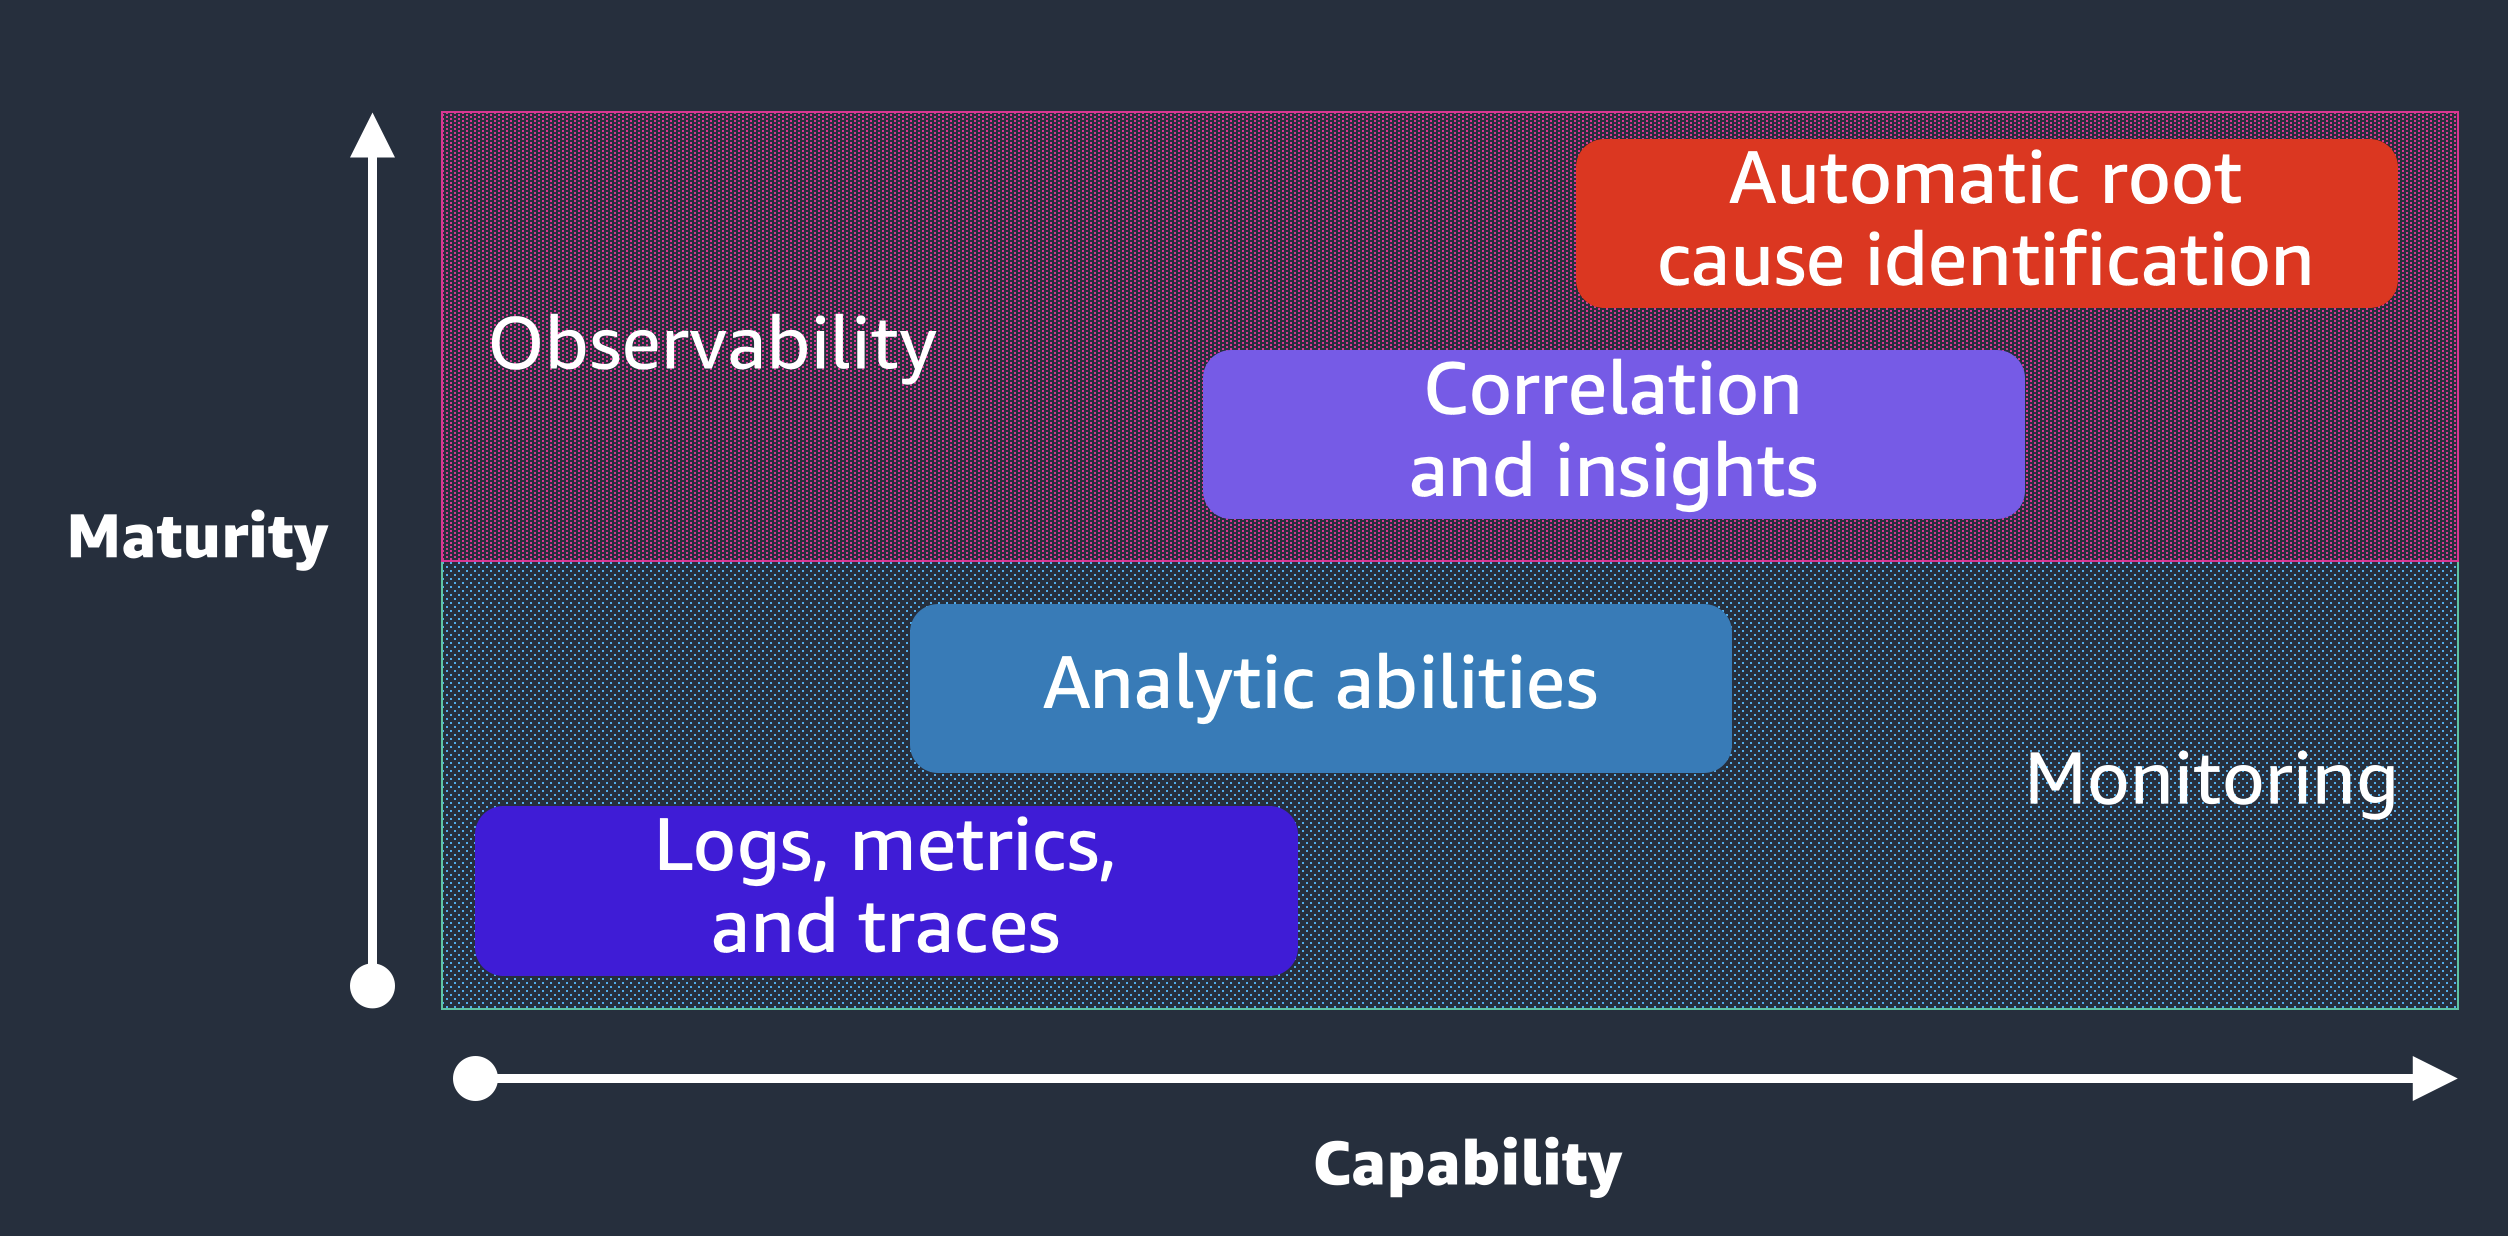 Automatic root
cause identification
Observability
Correlation
and insights
Maturity
Analytic abilities
Monitoring
Logs, metrics,
and traces
Capability